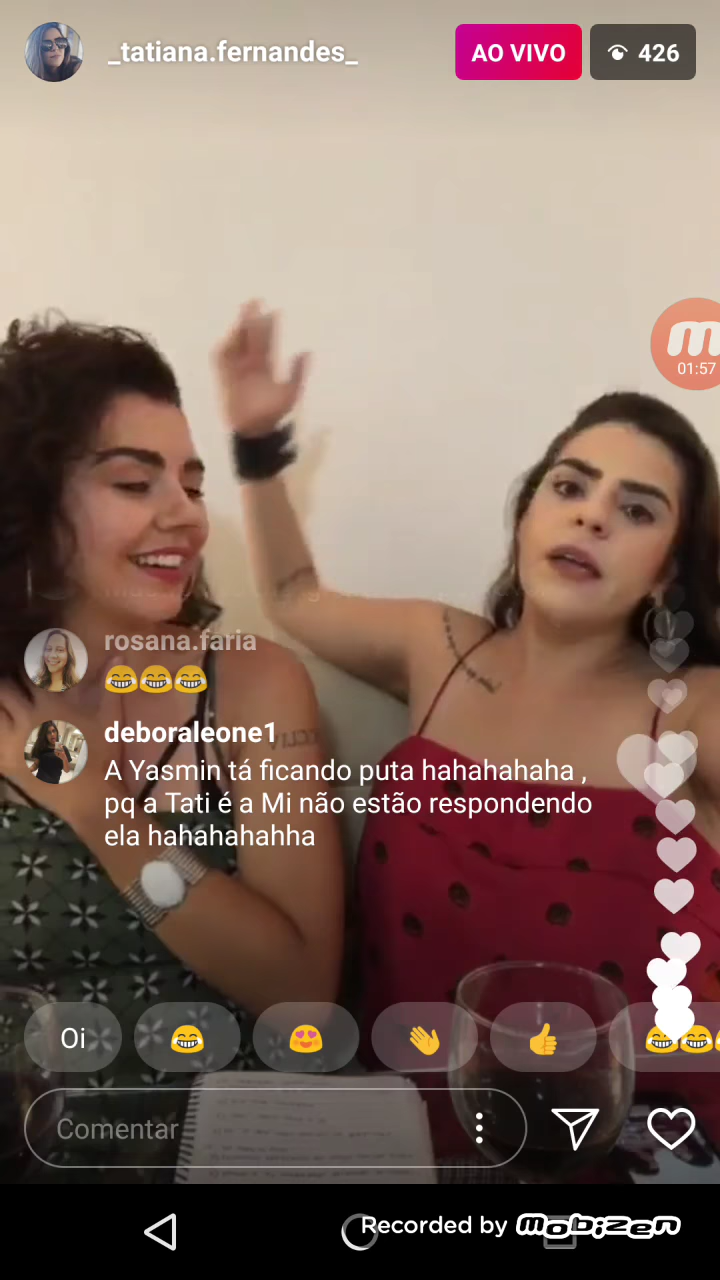 _tatiana.fernandes_
AO VIVO
426
01:57
rosana.faria
😂😂😂
deboraleone1
A Yasmin tá ficando puta hahahahaha ,
pq a Tati é a Mi não estão respondendo
ela hahahahahha
Oi
Comentar
Recorded by mobizen